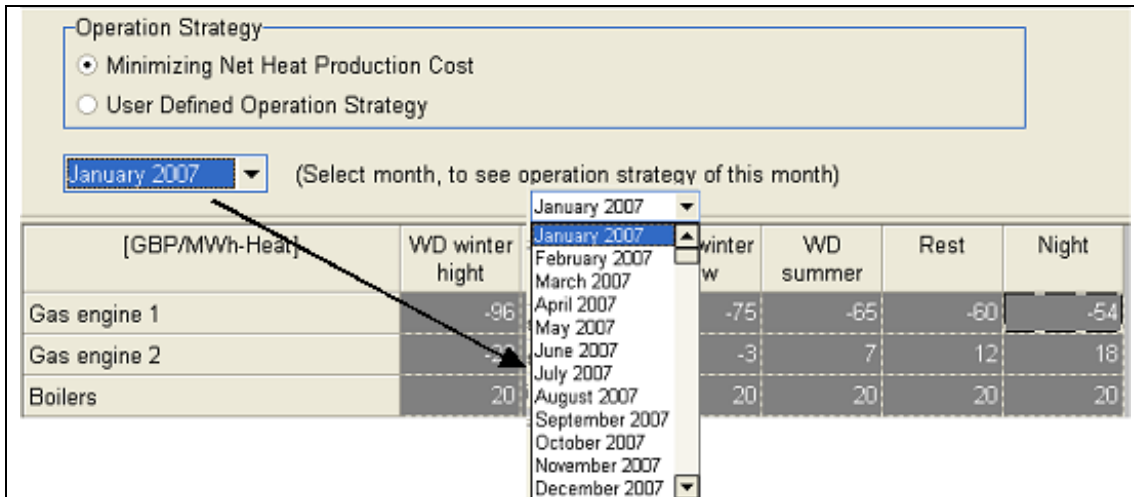 Operation Strategy
Minimizing Net Heat Production Cost
User Defined Operation Strategy
January 2007 (Select month, to see operation strategy of this month)
January 2007
January 2007
February 2007
March 2007
April 2007
May 2007
June 2007
July 2007
August 2007
September 2007
October 2007
November 2007
December 2007
[GBP/MWh-Heat] WD winter hight winter WD summer Rest Night
Gas engine 1 -96 -75 -65 -60 -54
Gas engine 2 -3 7 12 18
Boilers 20 20 20 20 20